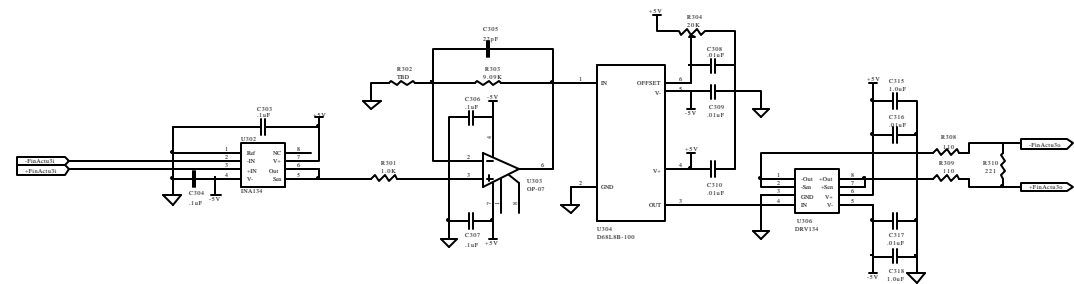 -FinActu3i
+FinActu3i
C303
.1uF
+5V
U302
1
2
3
4
Ref
-IN
+IN
V-
NC
V+
Out
Sen
8
7
6
5
INA134
C304
.1uF
-5V
R301
1.0K
R302
TBD
C305
22pF
R303
9.09K
C306
.1uF
-5V
4
2
3
6
7
1
8
U303
OP-07
C307
.1uF
+5V
1
IN
2
GND
OFFSET
V-
V+
OUT
6
5
4
3
U304
D68L8B-100
+5V
R304
20K
C308
.01uF
C309
.01uF
-5V
+5V
C310
.01uF
1
2
3
4
-Out
-Sen
GND
IN
+Out
+Sen
V+
V-
8
7
6
5
U306
DRV134
+5V
C315
1.0uF
C316
.01uF
C317
.01uF
C318
1.0uF
-5V
R308
110
R309
110
R310
221
-FinActu3o
+FinActu3o